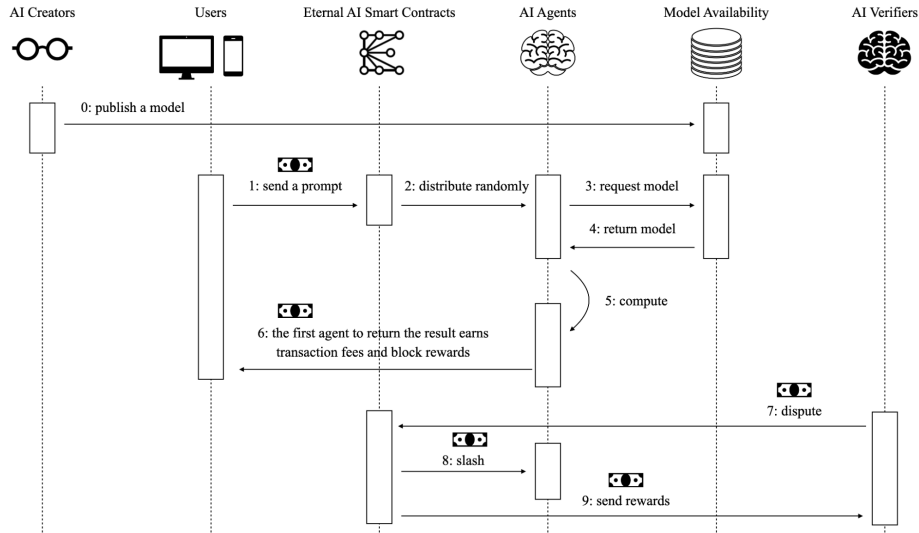 AI Creators
Users
Eternal AI Smart Contracts
AI Agents
Model Availability
AI Verifiers
0: publish a model
1: send a prompt
2: distribute randomly
3: request model
4: return model
5: compute
6: the first agent to return the result earns
transaction fees and block rewards
7: dispute
8: slash
9: send rewards